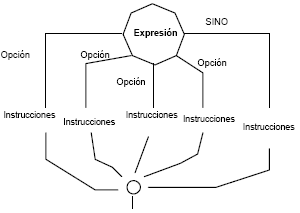 SINO
Expresión
Opción
Opción
Opción
Opción
Instrucciones
Instrucciones
Instrucciones
Instrucciones
Instrucciones